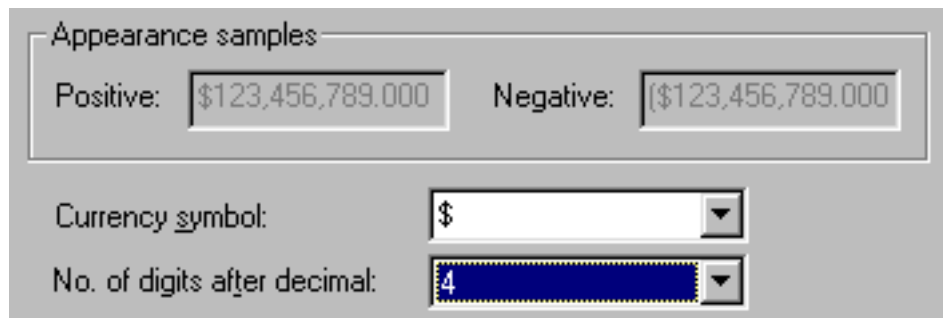 Appearance samples
Positive: $123,456,789.000 Negative: ($123,456,789.000
Currency symbol: $
No. of digits after decimal: 4